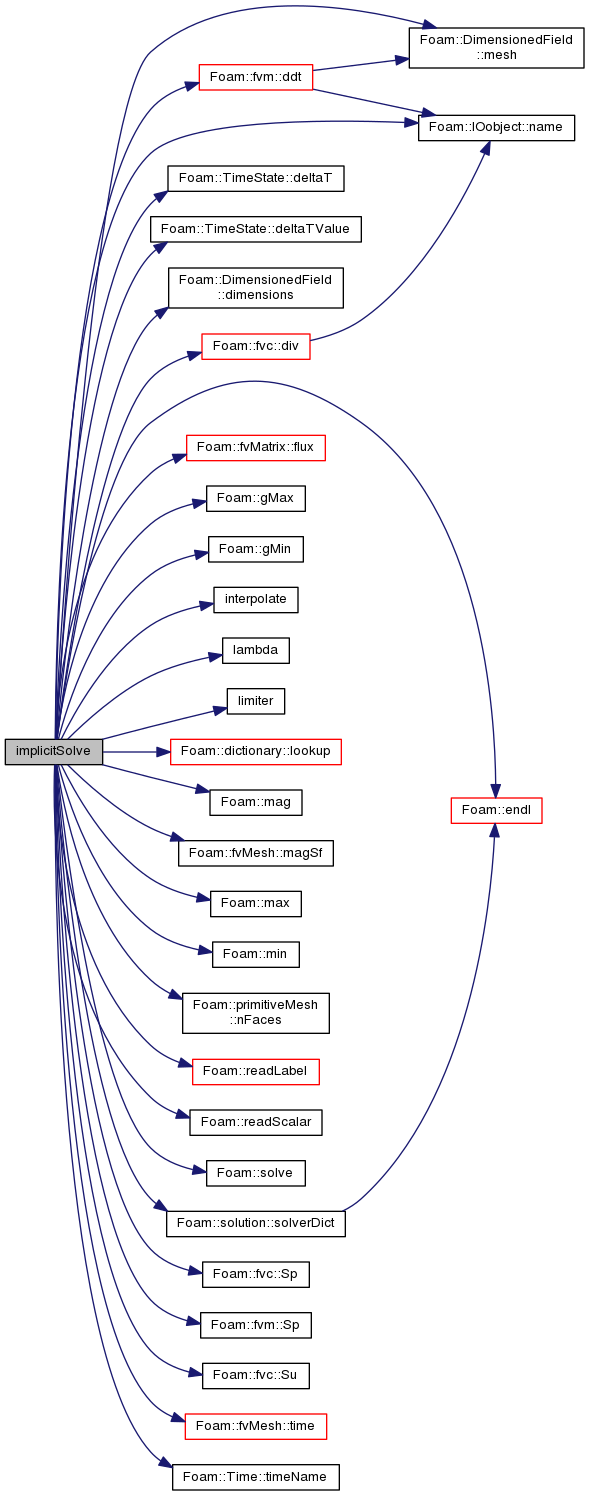 Foam::DimensionedField
::mesh
Foam::fvm::ddt
Foam::IOobject::name
Foam::TimeState::deltaT
Foam::TimeState::deltaTValue
Foam::DimensionedField
::dimensions
Foam::fvc::div
Foam::fvMatrix::flux
Foam::gMax
Foam::gMin
interpolate
lambda
limiter
implicitSolve
Foam::dictionary::lookup
Foam::mag
Foam::endl
Foam::fvMesh::magSf
Foam::max
Foam::min
Foam::primitiveMesh
::nFaces
Foam::readLabel
Foam::readScalar
Foam::solve
Foam::solution::solverDict
Foam::fvc::Sp
Foam::fvm::Sp
Foam::fvc::Su
Foam::fvMesh::time
Foam::Time::timeName